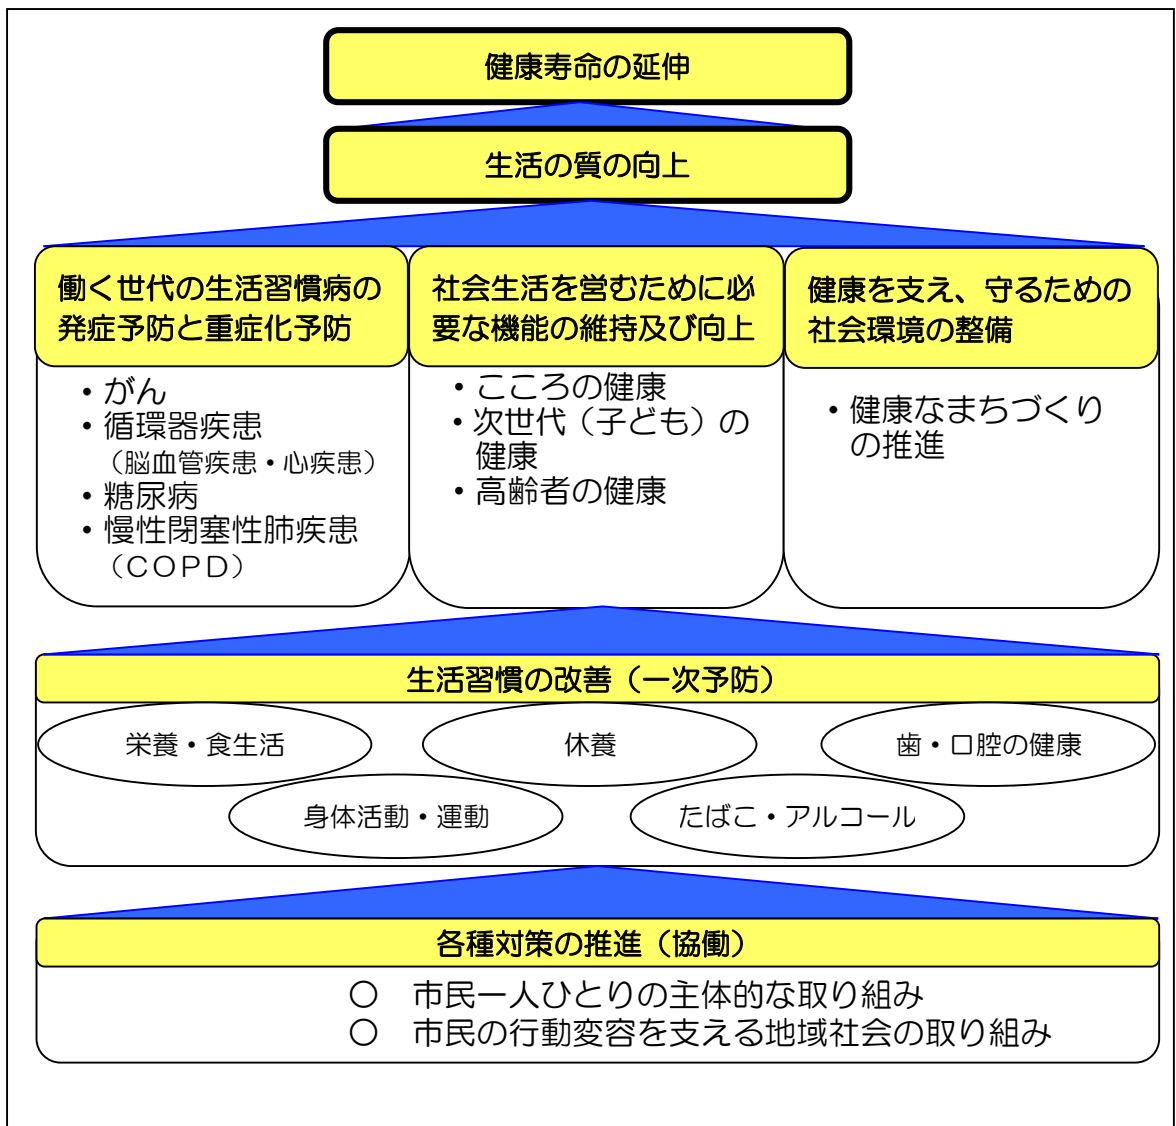 健康寿命の延伸
生活の質の向上
働く世代の生活習慣病の
発症予防と重症化予防
・がん
・循環器疾患
（脳血管疾患・心疾患）
・糖尿病
・慢性閉塞性肺疾患
（ＣＯＰＤ）
社会生活を営むために必
要な機能の維持及び向上
・こころの健康
・次世代（子ども）の
健康
・高齢者の健康
健康を支え、守るための
社会環境の整備
・健康なまちづくり
の推進
生活習慣の改善（一次予防）
栄養・食生活
休養
歯・口腔の健康
身体活動・運動
たばこ・アルコール
各種対策の推進（協働）
○　市民一人ひとりの主体的な取り組み
○　市民の行動変容を支える地域社会の取り組み